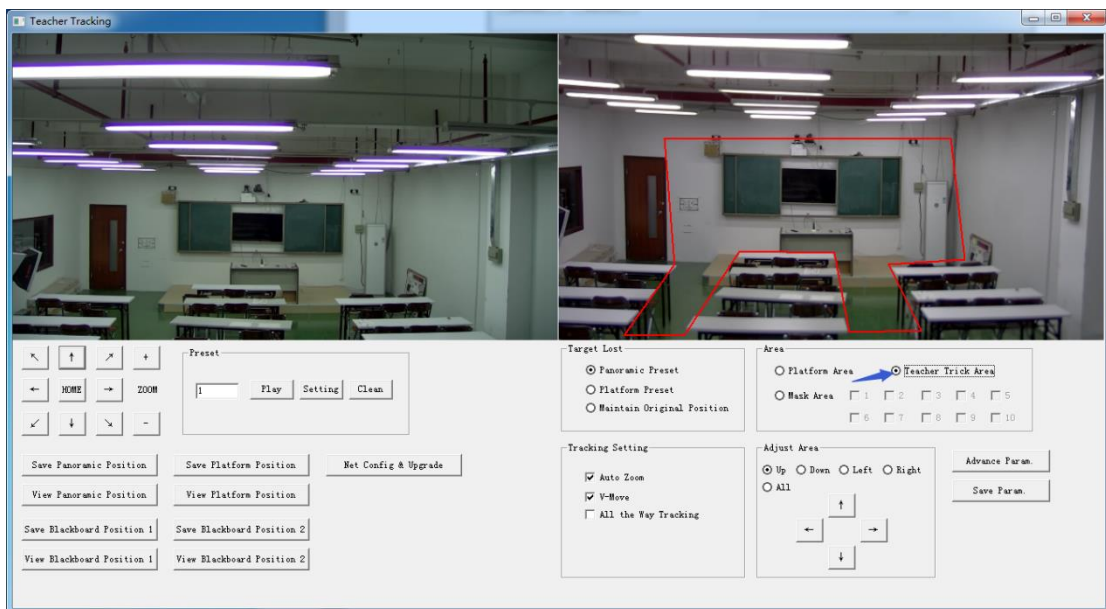 Teacher Tracking
Preset
1 Play Setting Clean
HOME ZOOM
+
-
Save Panoramic Position Save Platform Position Net Config & Upgrade
View Panoramic Position View Platform Position
Save Blackboard Position 1 Save Blackboard Position 2
View Blackboard Position 1 View Blackboard Position 2
Target Lost
Panoramic Preset
Platform Preset
Maintain Original Position
Area
Platform Area Teacher Trick Area
Mask Area 1 2 3 4 5
6 7 8 9 10
Tracking Setting
Auto Zoom
V-Move
All the Way Tracking
Adjust Area
Up Down Left Right
All
Advance Param.
Save Param.